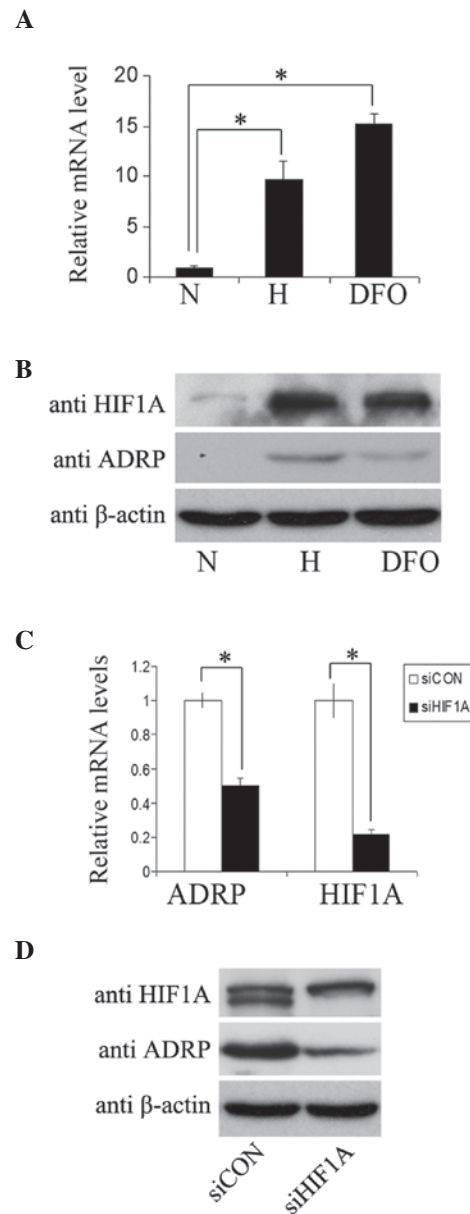 A
Relative mRNA level
20
15
10
5
0
*
*
N H DFO
B
anti HIF1A
anti ADRP
anti β-actin
N H DFO
C
Relative mRNA levels
1.2
1
0.8
0.6
0.4
0.2
0
*
*
siCON
siHIF1A
ADRP HIF1A
D
anti HIF1A
anti ADRP
anti β-actin
siCON siHIF1A